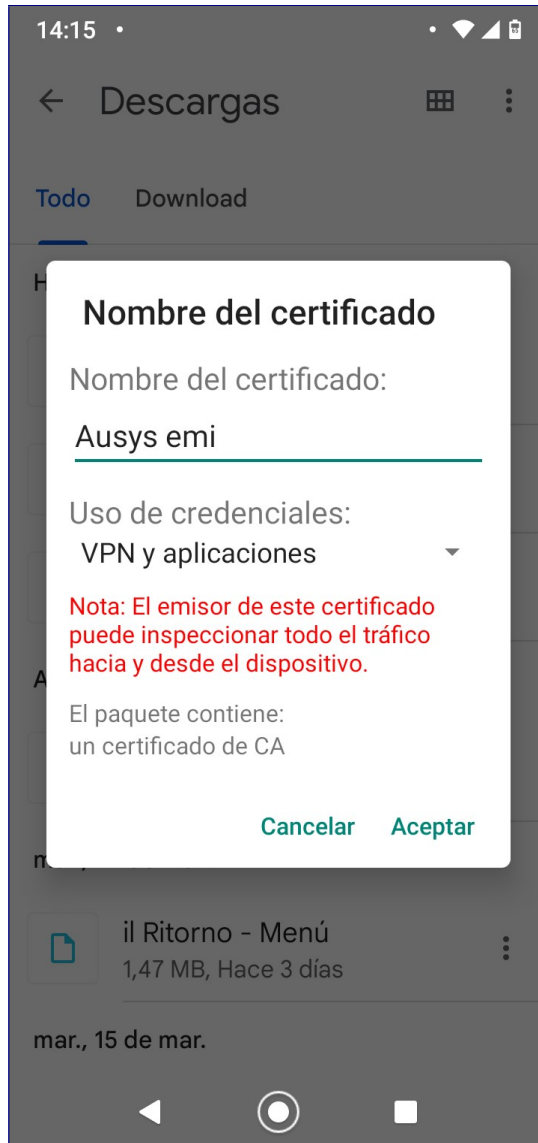 14:15
Descargas
Todo Download
H
Nombre del certificado
Nombre del certificado:
Ausys emi
Uso de credenciales:
VPN y aplicaciones
Nota: El emisor de este certificado
puede inspeccionar todo el tráfico
hacia y desde el dispositivo.
A
El paquete contiene:
un certificado de CA
Cancelar Aceptar
il Ritorno - Menú
1,47 MB, Hace 3 días
mar., 15 de mar.